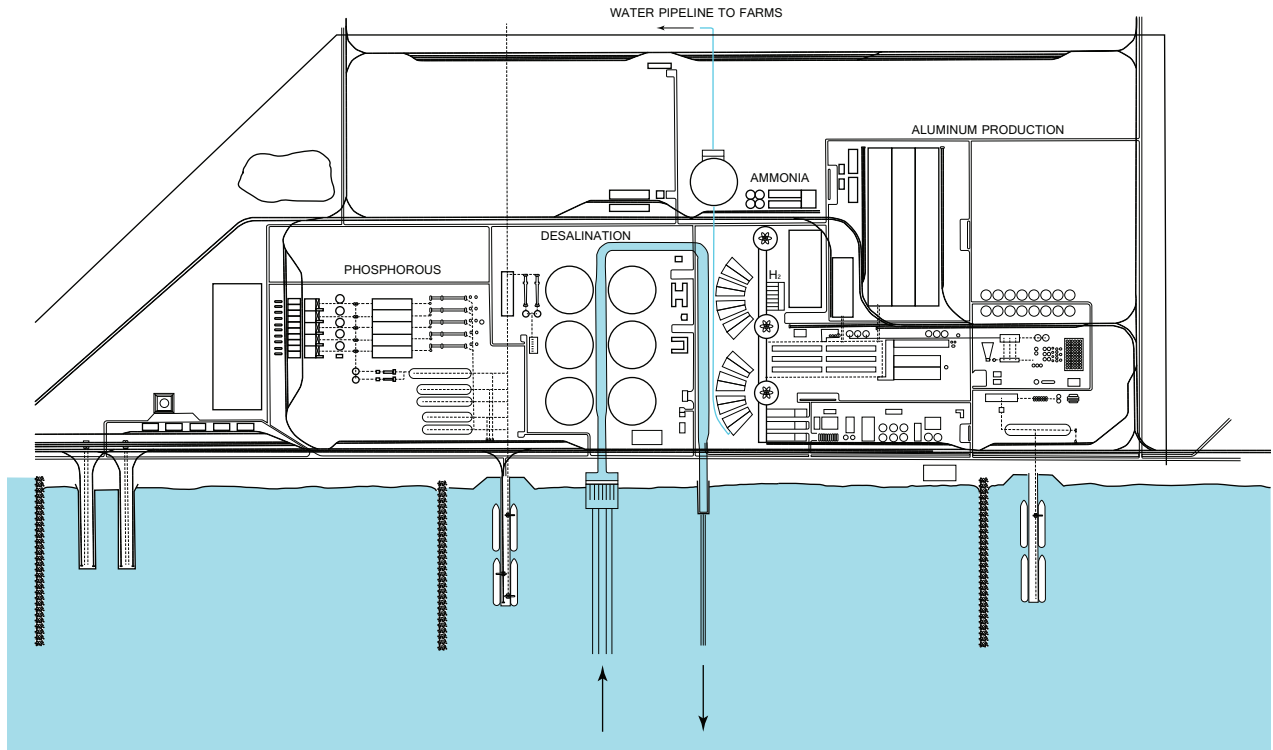 WATER PIPELINE TO FARMS
ALUMINUM PRODUCTION
AMMONIA
DESALINATION
PHOSPHOROUS
H₂